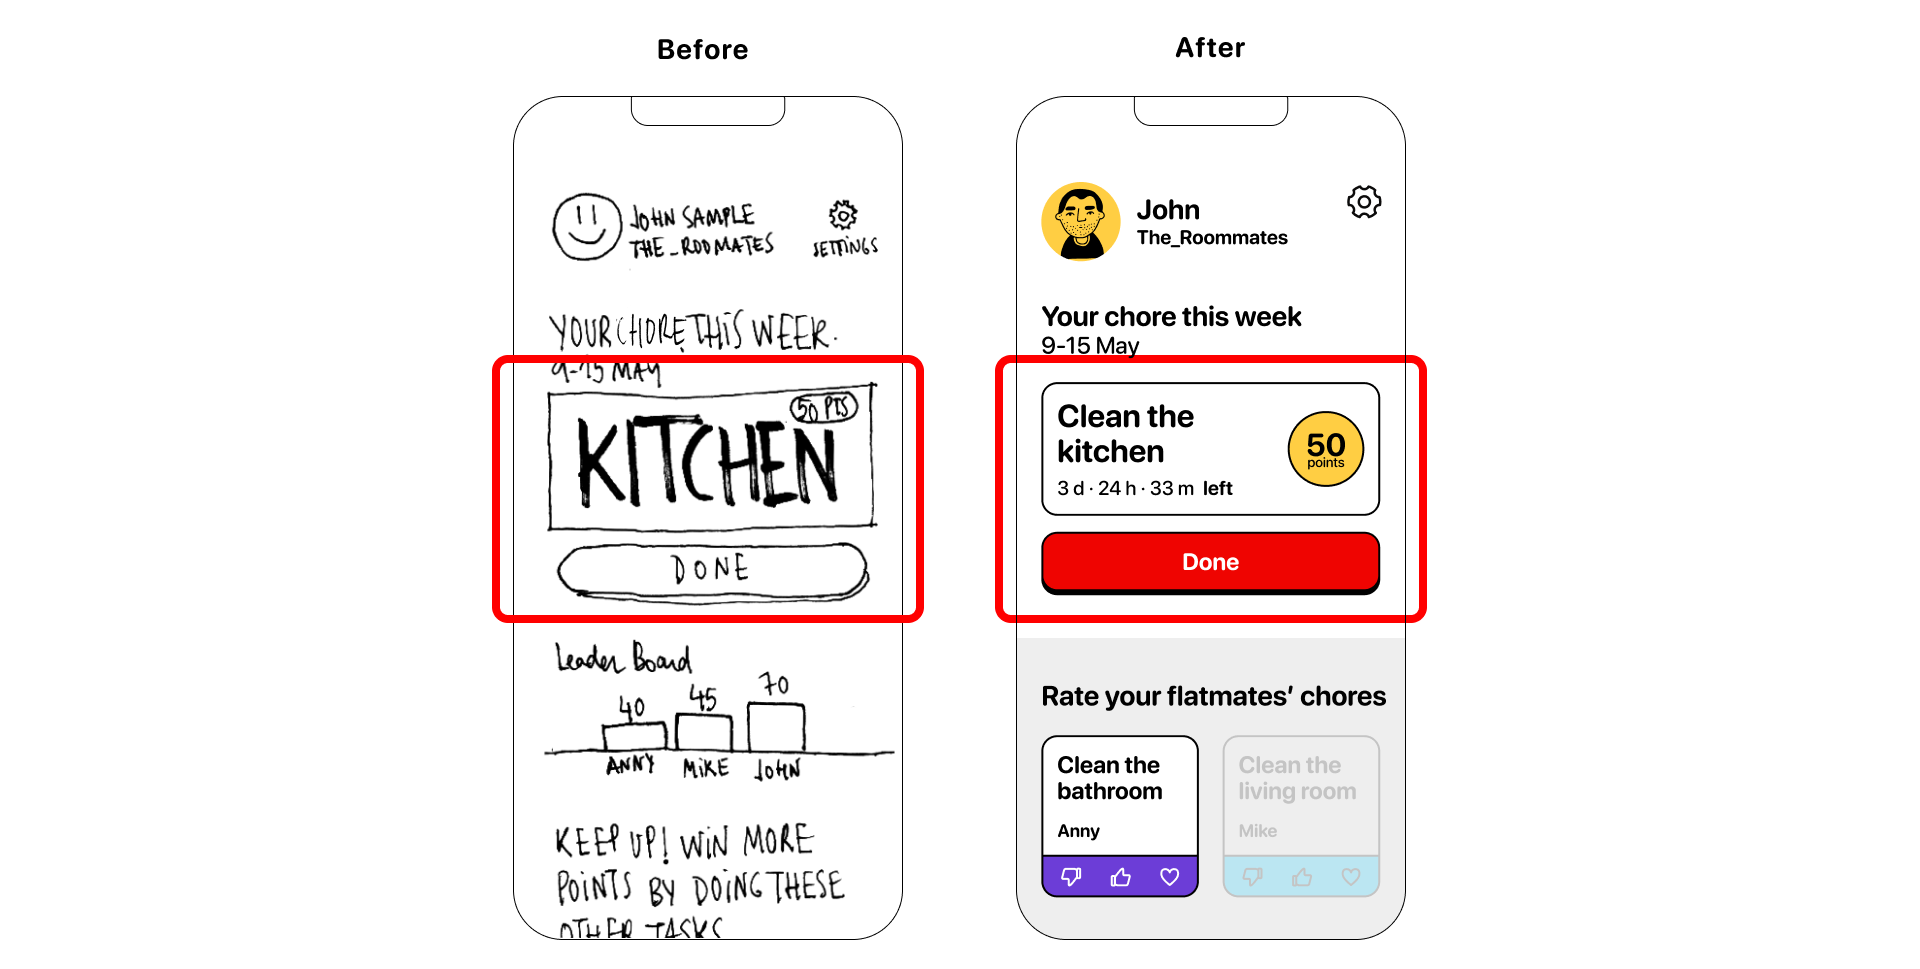 Before
JOHN SAMPLE
THE_ROOMATES
SETTINGS
YOUR CHORE THIS WEEK.
9-15 MAY
50 PTS
KITCHEN
DONE
Leader Board
40
45
70
ANNY
MIKE
JOHN
KEEP UP! WIN MORE
POINTS BY DOING THESE
OTHER TASKS
After
John
The_Roommates
Your chore this week
9-15 May
Clean the
kitchen
3 d · 24 h · 33 m left
50
points
Done
Rate your flatmates’ chores
Clean the
bathroom
Anny
Clean the
living room
Mike